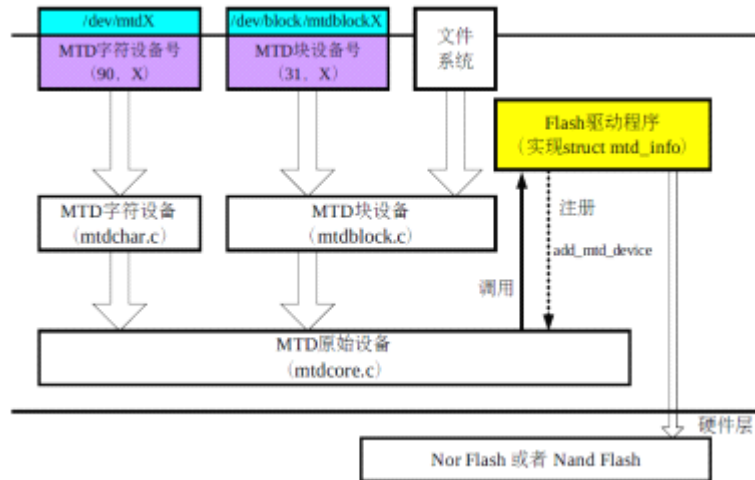 /dev/mtdX
/dev/block/mtdblockX
MTD字符设备号
（90，X）
MTD块设备号
（31，X）
文件
系统
Flash驱动程序
（实现struct mtd_info）
MTD字符设备
（mtdchar.c）
MTD块设备
（mtdblock.c）
注册
add_mtd_device
调用
MTD原始设备
（mtdcore.c）
硬件层
Nor Flash 或者 Nand Flash